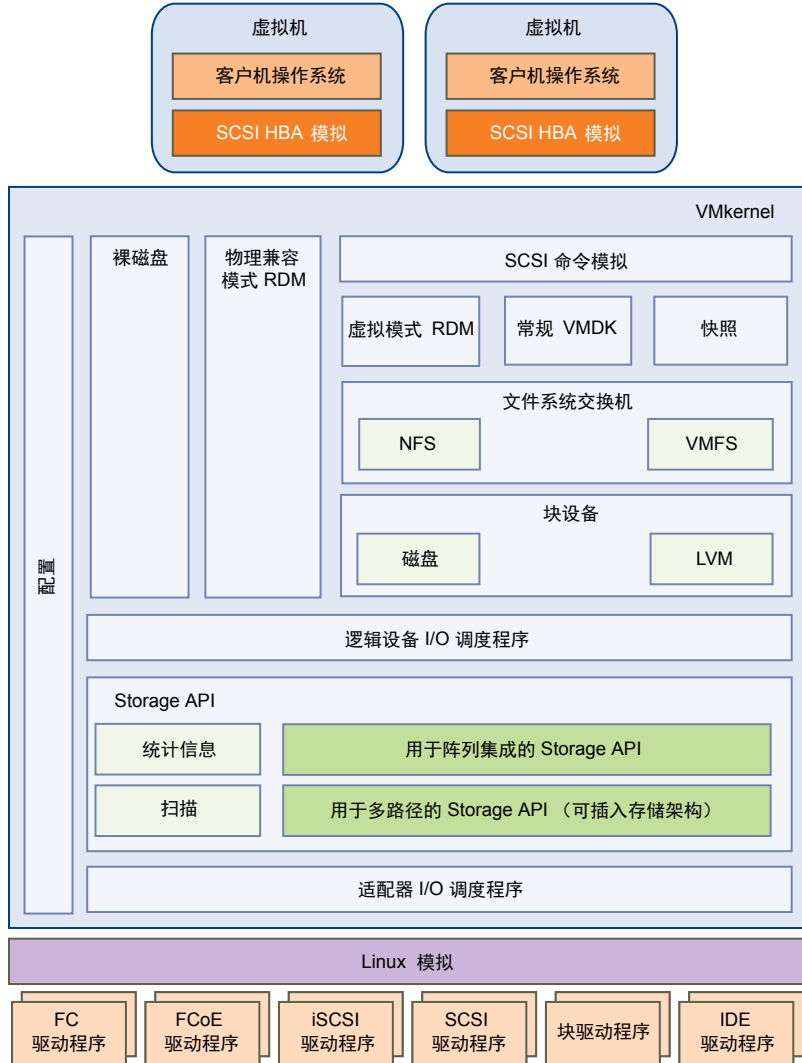 虚拟机
客户机操作系统
SCSI HBA 模拟
虚拟机
客户机操作系统
SCSI HBA 模拟
VMkernel
配置
裸磁盘
物理兼容
模式 RDM
SCSI 命令模拟
虚拟模式 RDM
常规 VMDK
快照
文件系统交换机
NFS
VMFS
块设备
磁盘
LVM
逻辑设备 I/O 调度程序
Storage API
统计信息
用于阵列集成的 Storage API
扫描
用于多路径的 Storage API （可插入存储架构）
适配器 I/O 调度程序
Linux 模拟
FC
驱动程序
FCoE
驱动程序
iSCSI
驱动程序
SCSI
驱动程序
块驱动程序
IDE
驱动程序